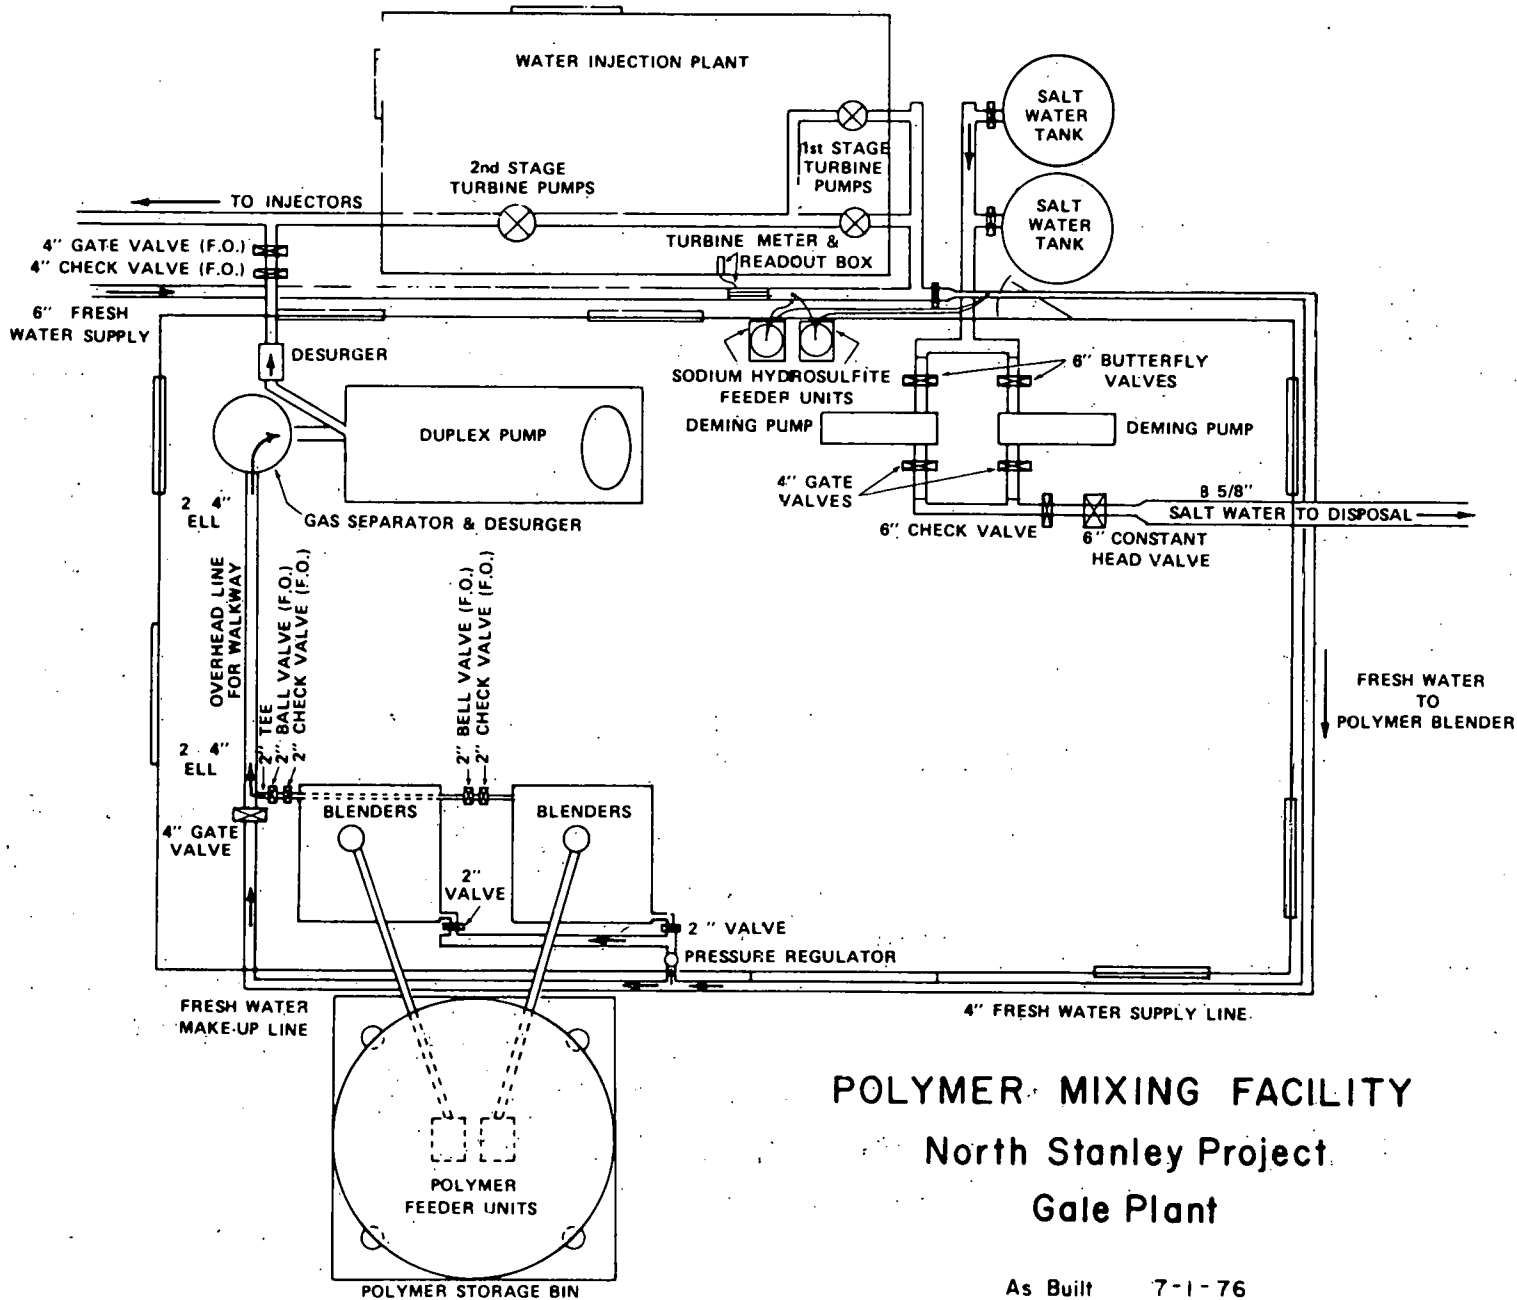 WATER INJECTION PLANT
SALT
WATER
TANK
1st STAGE
TURBINE
PUMPS
2nd STAGE
TURBINE PUMPS
SALT
WATER
TANK
TO INJECTORS
TURBINE METER &
READOUT BOX
4" GATE VALVE (F.O.)
4" CHECK VALVE (F.O.)
6" FRESH
WATER SUPPLY
DESURGER
SODIUM HYDROSULFITE
FEEDER UNITS
6" BUTTERFLY
VALVES
DUPLEX PUMP
DEMING PUMP
DEMING PUMP
4" GATE
VALVES
2 4"
ELL
GAS SEPARATOR & DESURGER
8 5/8"
SALT WATER TO DISPOSAL
6" CHECK VALVE
6" CONSTANT
HEAD VALVE
OVERHEAD LINE
FOR WALKWAY
2" TEE
2" BALL VALVE (F.O.)
2" CHECK VALVE (F.O.)
2" BELL VALVE (F.O.)
2" CHECK VALVE (F.O.)
FRESH WATER
TO
POLYMER BLENDER
2 4"
ELL
BLENDERS
BLENDERS
4" GATE
VALVE
2"
VALVE
2" VALVE
PRESSURE REGULATOR
FRESH WATER
MAKE-UP LINE
4" FRESH WATER SUPPLY LINE
POLYMER
FEEDER UNITS
POLYMER STORAGE BIN
POLYMER MIXING FACILITY
North Stanley Project
Gale Plant
As Built 7-1-76